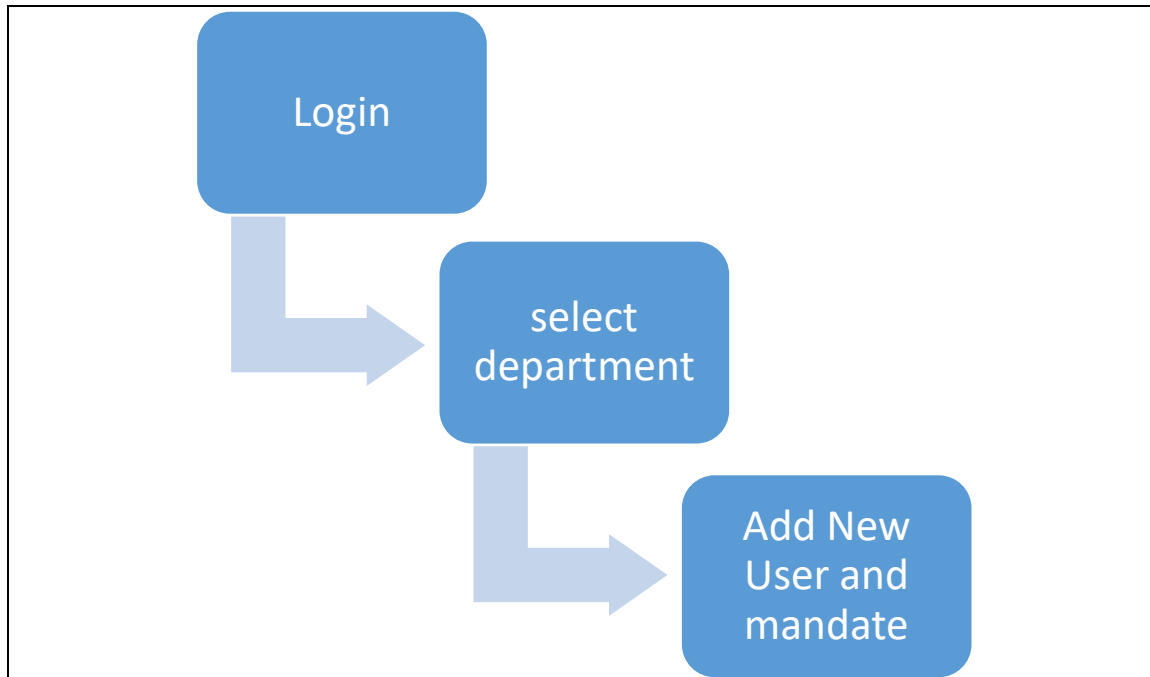 Login
select
department
Add New
User and
mandate